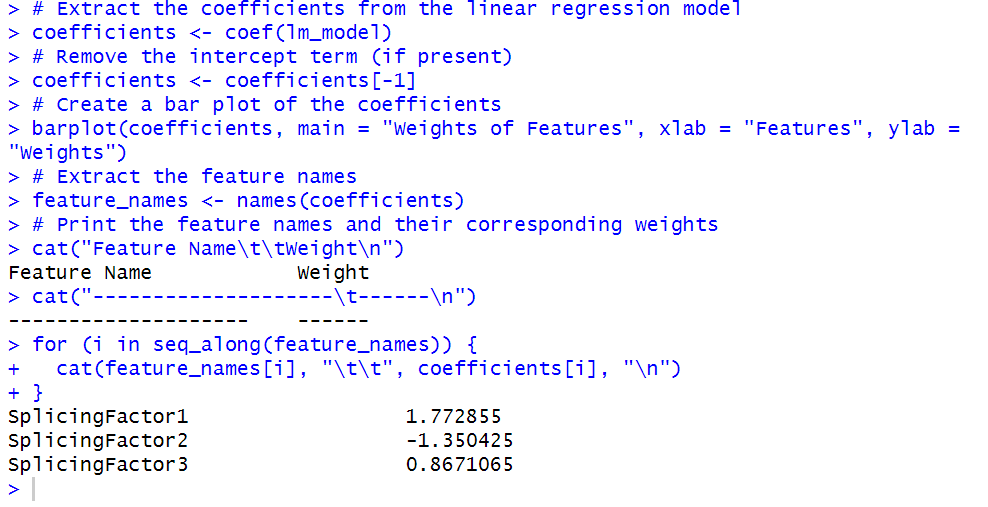 > # Extract the coefficients from the linear regression model
> coefficients <- coef(lm_model)
> # Remove the intercept term (if present)
> coefficients <- coefficients[-1]
> # Create a bar plot of the coefficients
> barplot(coefficients, main = "Weights of Features", xlab = "Features", ylab =
"Weights")
> # Extract the feature names
> feature_names <- names(coefficients)
> # Print the feature names and their corresponding weights
> cat("Feature Name\t\tWeight\n")
Feature Name            Weight
> cat("--------------------\t------\n")
--------------------    ------
> for (i in seq_along(feature_names)) {
+   cat(feature_names[i], "\t\t", coefficients[i], "\n")
+ }
SplicingFactor1                  1.772855
SplicingFactor2                  -1.350425
SplicingFactor3                  0.8671065
>